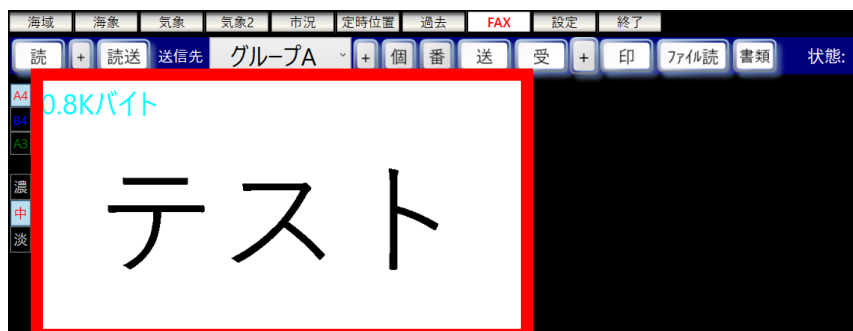 海域 海象 気象 気象2 市況 定時位置 過去 FAX 設定 終了
読 + 読送 送信先 グループA + 個 番 送 受 + 印 ファイル読 書類 状態:
A4 0.8Kバイト
B4
A3
濃
中 テスト
淡